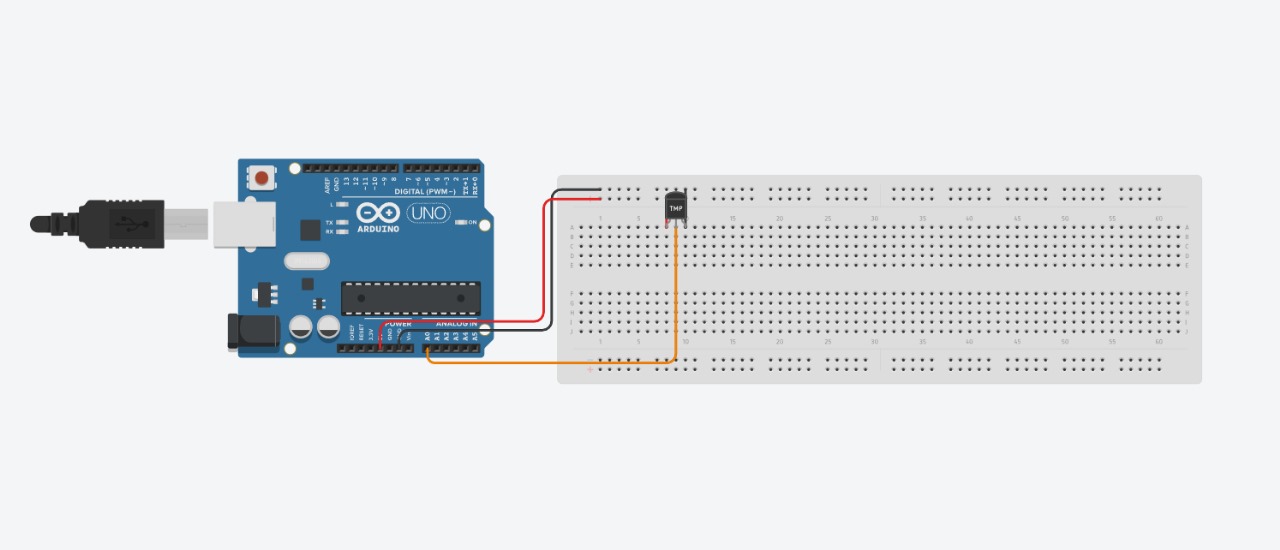 AREF
GND
13
12
~11
~10
~9
8
7
~6
~5
4
~3
2
TX→1
RX←0
DIGITAL (PWM~)
L
TX
RX
UNO
ON
ARDUINO
POWER
ANALOG IN
IOREF
RESET
3.3V
GND
Vin
A0
A1
A2
A3
A4
A5
TMP
1 5 10 15 20 25 30 35 40 45 50 55 60
A A
B B
C C
D D
E E
F F
G G
H H
I I
J J
1 5 10 15 20 25 30 35 40 45 50 55 60